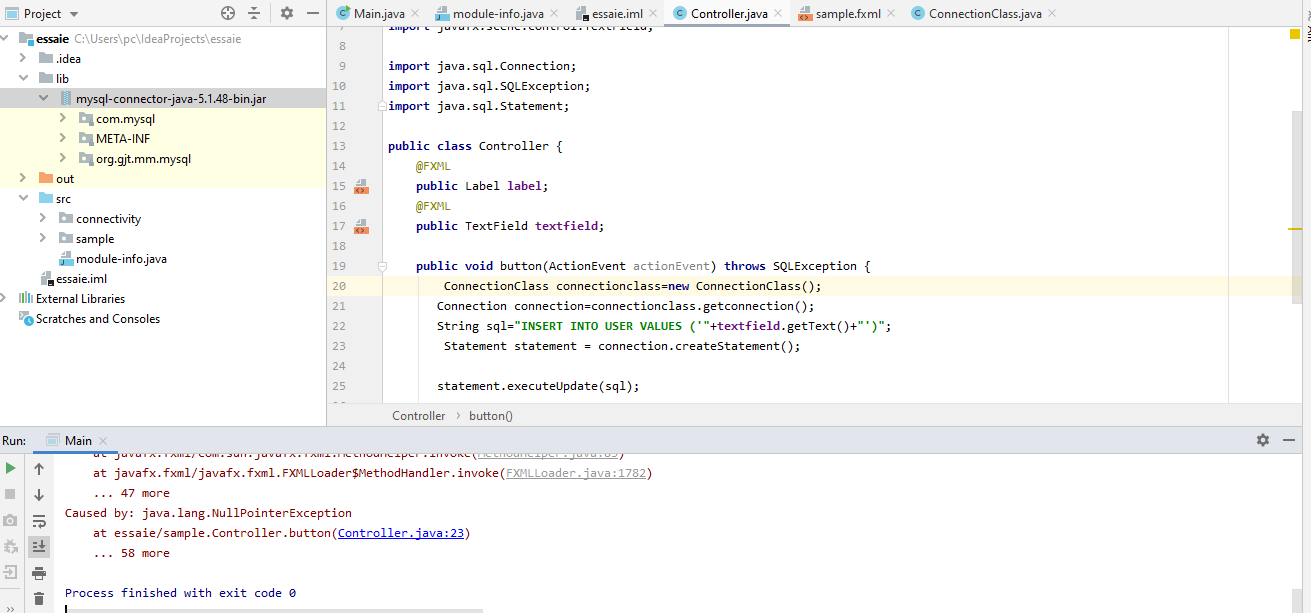 Project
Main.java
module-info.java
essaie.iml
Controller.java
sample.fxml
ConnectionClass.java
essaie C:\Users\pc\IdeaProjects\essaie
.idea
lib
mysql-connector-java-5.1.48-bin.jar
com.mysql
META-INF
org.gjt.mm.mysql
out
src
connectivity
sample
module-info.java
essaie.iml
External Libraries
Scratches and Consoles
7 import javafx.scene.control.TextField;
8
9 import java.sql.Connection;
10 import java.sql.SQLException;
11 import java.sql.Statement;
12
13 public class Controller {
14 @FXML
15 public Label label;
16 @FXML
17 public TextField textfield;
18
19 public void button(ActionEvent actionEvent) throws SQLException {
20 ConnectionClass connectionclass=new ConnectionClass();
21 Connection connection=connectionclass.getconnection();
22 String sql="INSERT INTO USER VALUES ('"+textfield.getText()+"')";
23 Statement statement = connection.createStatement();
24
25 statement.executeUpdate(sql);
Controller > button()
Run: Main
at javafx.fxml/com.sun.javafx.fxml.MethodHelper.invoke(MethodHelper.java:83)
at javafx.fxml/javafx.fxml.FXMLLoader$MethodHandler.invoke(FXMLLoader.java:1782)
... 47 more
Caused by: java.lang.NullPointerException
at essaie/sample.Controller.button(Controller.java:23)
... 58 more
Process finished with exit code 0